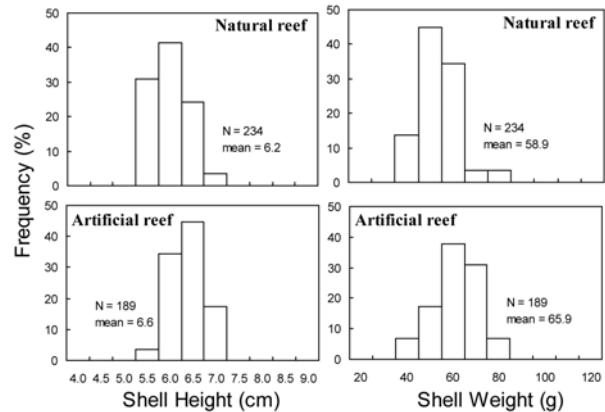 Natural reef
Natural reef
50
40
30
20
10
0
N = 234
mean = 6.2
50
40
30
20
10
0
N = 234
mean = 58.9
Frequency (%)
Artificial reef
Artificial reef
50
40
30
20
10
0
N = 189
mean = 6.6
50
40
30
20
10
0
N = 189
mean = 65.9
4.0 4.5 5.0 5.5 6.0 6.5 7.0 7.5 8.0 8.5 9.0
20 40 60 80 100 120
Shell Height (cm)
Shell Weight (g)